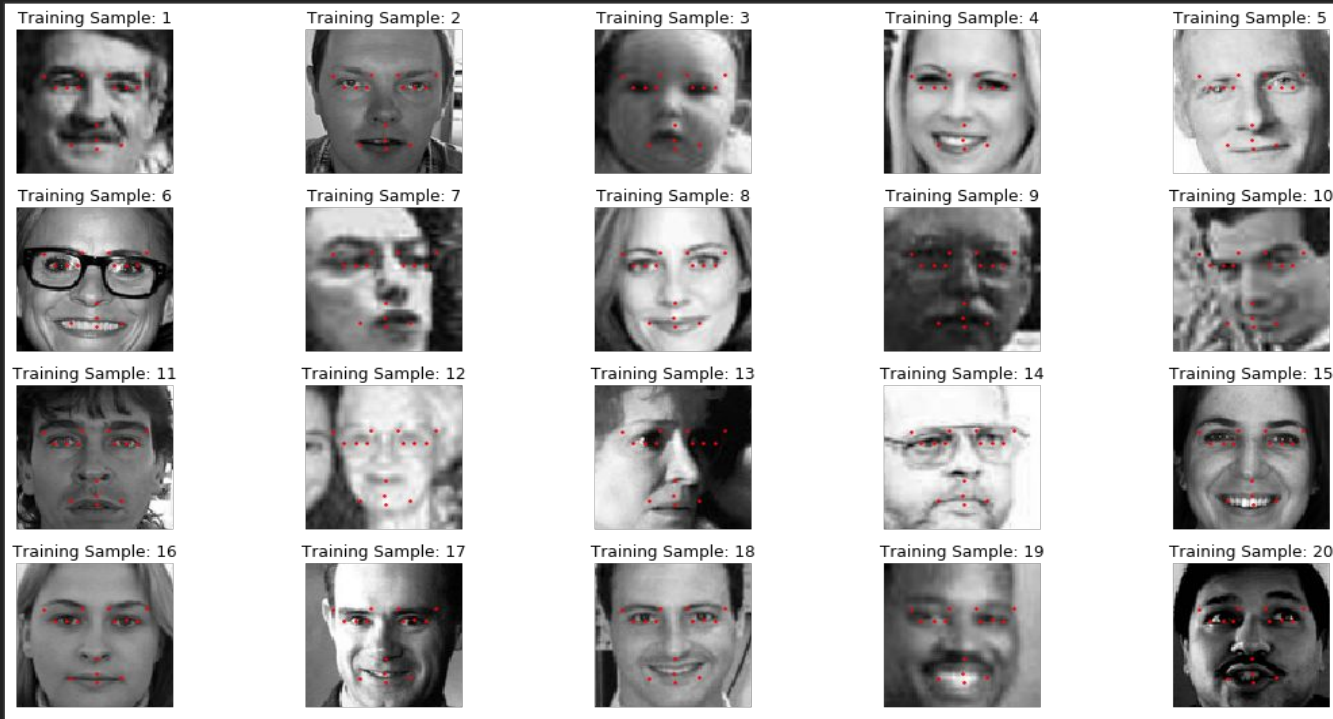 Training Sample: 1
Training Sample: 2
Training Sample: 3
Training Sample: 4
Training Sample: 5
Training Sample: 6
Training Sample: 7
Training Sample: 8
Training Sample: 9
Training Sample: 10
Training Sample: 11
Training Sample: 12
Training Sample: 13
Training Sample: 14
Training Sample: 15
Training Sample: 16
Training Sample: 17
Training Sample: 18
Training Sample: 19
Training Sample: 20